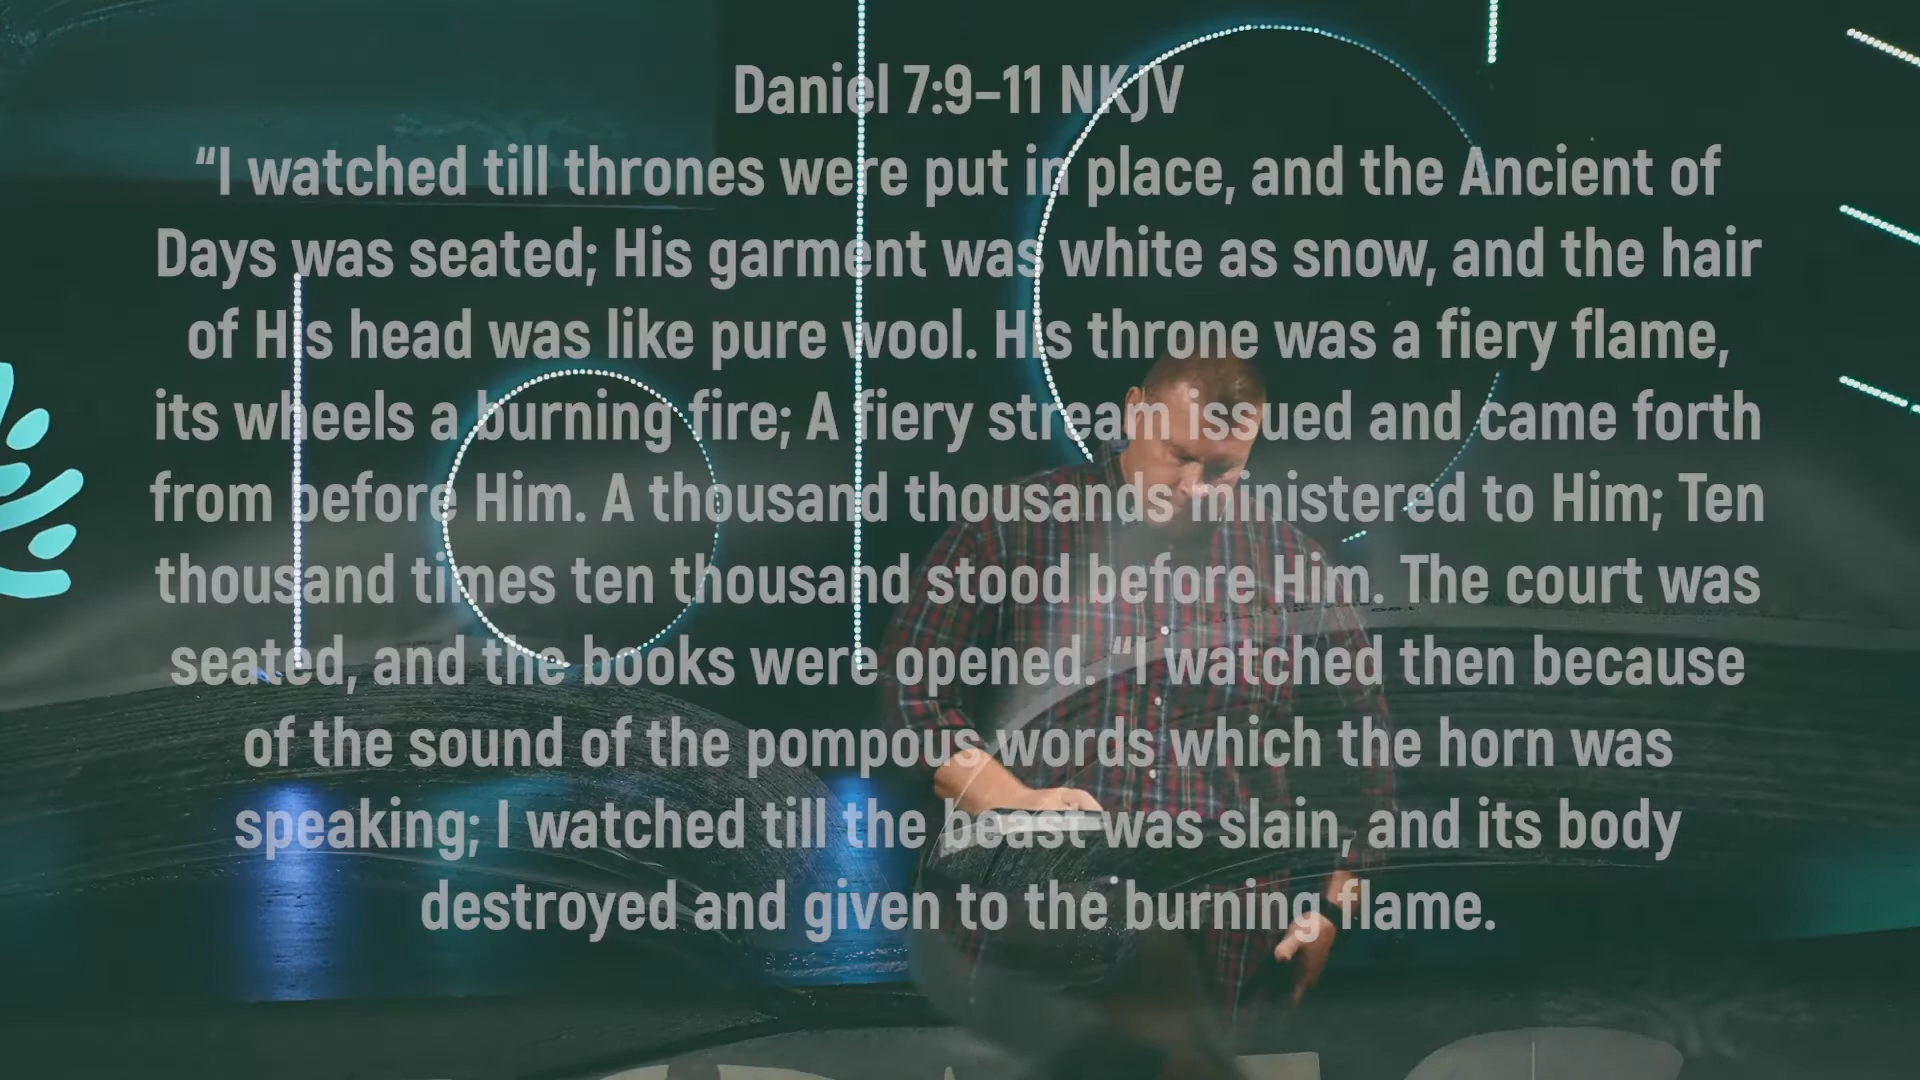 Daniel 7:9–11 NKJV
“I watched till thrones were put in place, and the Ancient of
Days was seated; His garment was white as snow, and the hair
of His head was like pure wool. His throne was a fiery flame,
its wheels a burning fire; A fiery stream issued and came forth
from before Him. A thousand thousands ministered to Him; Ten
thousand times ten thousand stood before Him. The court was
seated, and the books were opened. “I watched then because
of the sound of the pompous words which the horn was
speaking; I watched till the beast was slain, and its body
destroyed and given to the burning flame.